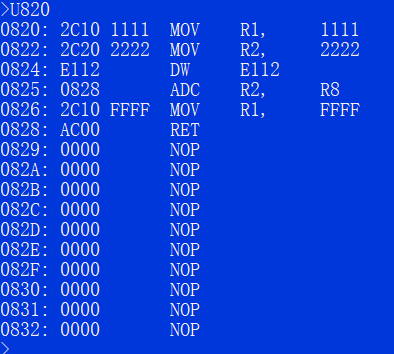 >U820
0820: 2C10 1111 MOV R1, 1111
0822: 2C20 2222 MOV R2, 2222
0824: E112 DW E112
0825: 0828 ADC R2, R8
0826: 2C10 FFFF MOV R1, FFFF
0828: AC00 RET
0829: 0000 NOP
082A: 0000 NOP
082B: 0000 NOP
082C: 0000 NOP
082D: 0000 NOP
082E: 0000 NOP
082F: 0000 NOP
0830: 0000 NOP
0831: 0000 NOP
0832: 0000 NOP
>